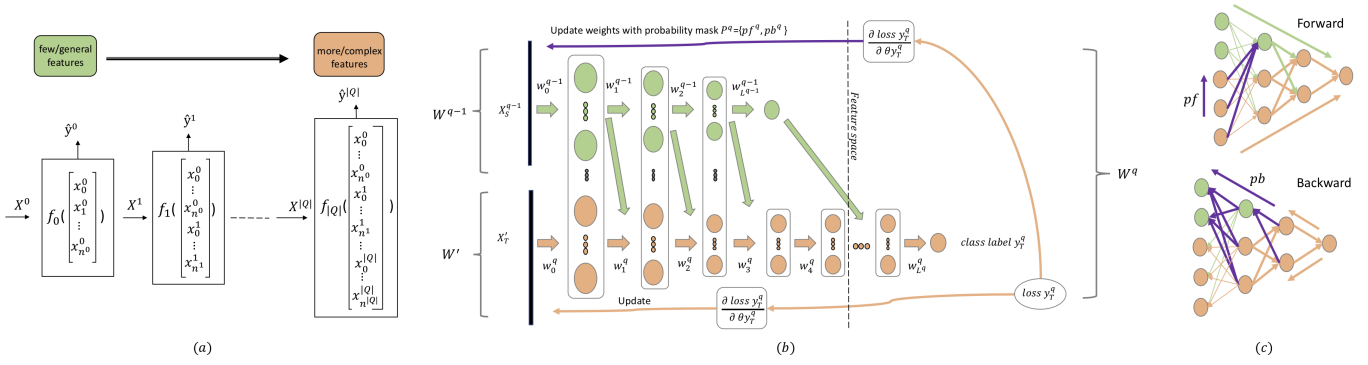 few/general
features
more/complex
features
ŷ^{|Q|}
ŷ^0
ŷ^1
X^0
f_0( [x_0^0 x_1^0 ⋮ x_{n^0}^0] )
X^1
f_1( [x_0^0 ⋮ x_{n^0}^0 x_0^1 ⋮ x_{n^1}^1] )
X^{|Q|}
f_{|Q|}( [x_0^0 ⋮ x_{n^0}^0 x_0^1 ⋮ x_{n^1}^1 ⋮ x_0^{|Q|} ⋮ x_{n^{|Q|}}^{|Q|}] )
(a)
Update weights with probability mask P^q={pf^q, pb^q}
∂ loss y_T^q
∂ θy_T^q
W^{q-1}
X_S^{q-1}
w_0^{q-1}
w_1^{q-1}
w_2^{q-1}
w_{L^{q-1}}^{q-1}
Feature space
W'
X_T'
w_0^q
w_1^q
w_2^q
w_3^q
w_4^q
w_{L^q}^q
class label y_T^q
loss y_T^q
Update
∂ loss y_T^q
∂ θy_T^q
W^q
(b)
Forward
pf
Backward
pb
(c)